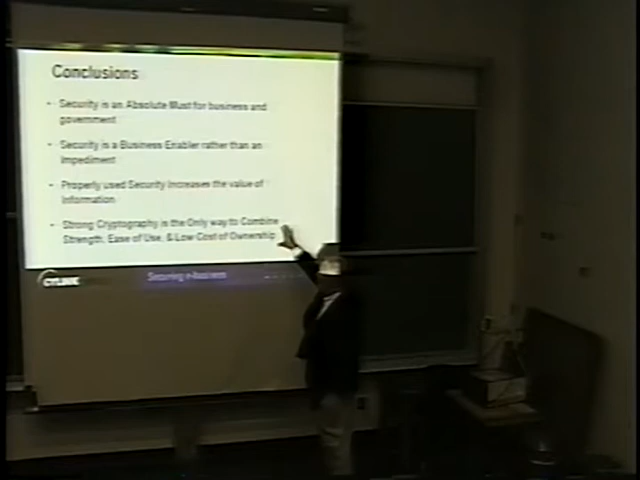 Conclusions
• Security is an Absolute Must for business and
government
• Security is a Business Enabler rather than an
Impediment
• Properly used Security Increases the value of
Information
• Strong Cryptography is the Only way to Combine
Strength, Ease of Use, & Low Cost of Ownership
CYLINK
Securing e-business